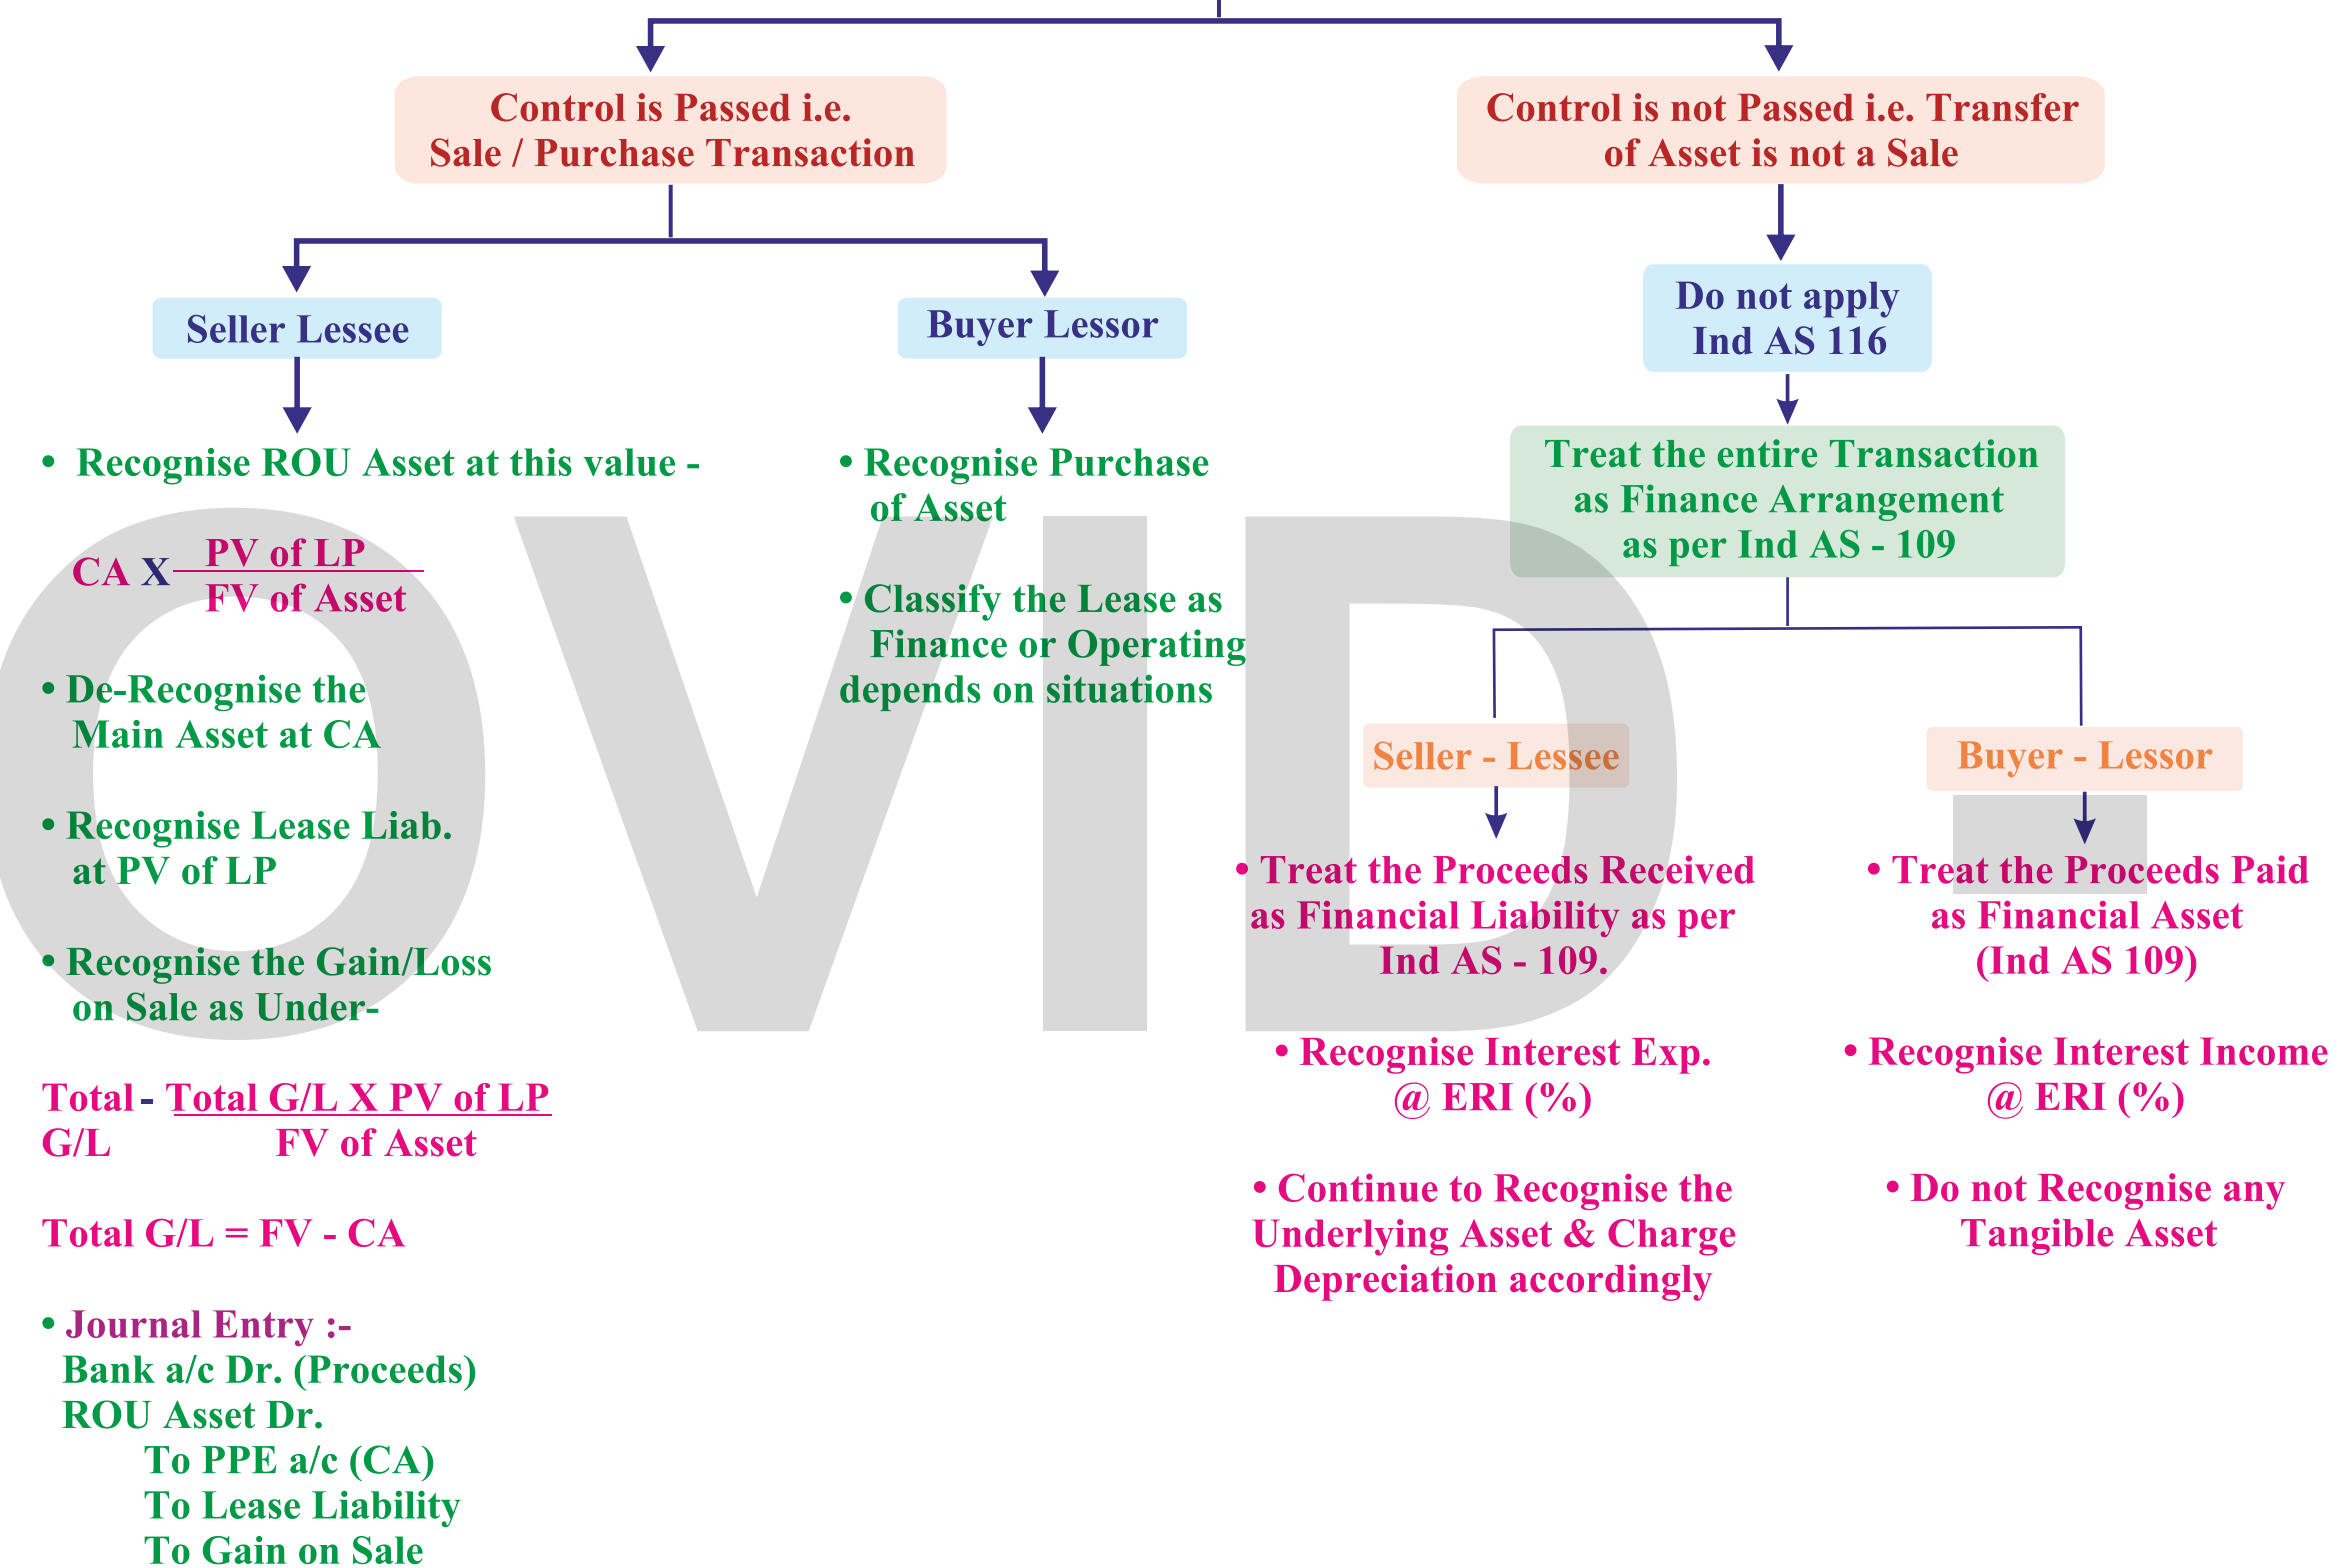 Control is Passed i.e.
Sale / Purchase Transaction
Seller Lessee
• Recognise ROU Asset at this value -
CA X PV of LP
FV of Asset
• De-Recognise the
Main Asset at CA
• Recognise Lease Liab.
at PV of LP
• Recognise the Gain/Loss
on Sale as Under-
Total - Total G/L X PV of LP
G/L FV of Asset
Total G/L = FV - CA
• Journal Entry :-
Bank a/c Dr. (Proceeds)
ROU Asset Dr.
To PPE a/c (CA)
To Lease Liability
To Gain on Sale
Buyer Lessor
• Recognise Purchase
of Asset
• Classify the Lease as
Finance or Operating
depends on situations
Control is not Passed i.e. Transfer
of Asset is not a Sale
Do not apply
Ind AS 116
Treat the entire Transaction
as Finance Arrangement
as per Ind AS - 109
Seller - Lessee
• Treat the Proceeds Received
as Financial Liability as per
Ind AS - 109.
• Recognise Interest Exp.
@ ERI (%)
• Continue to Recognise the
Underlying Asset & Charge
Depreciation accordingly
Buyer - Lessor
• Treat the Proceeds Paid
as Financial Asset
(Ind AS 109)
• Recognise Interest Income
@ ERI (%)
• Do not Recognise any
Tangible Asset
OVID